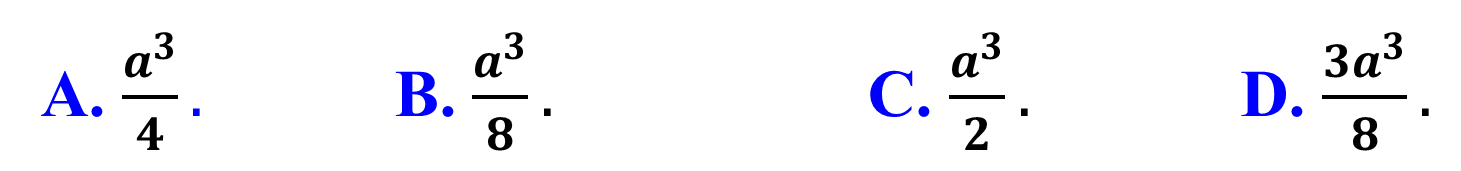 A. a³/4 . B. a³/8 . C. a³/2 . D. 3a³/8 .